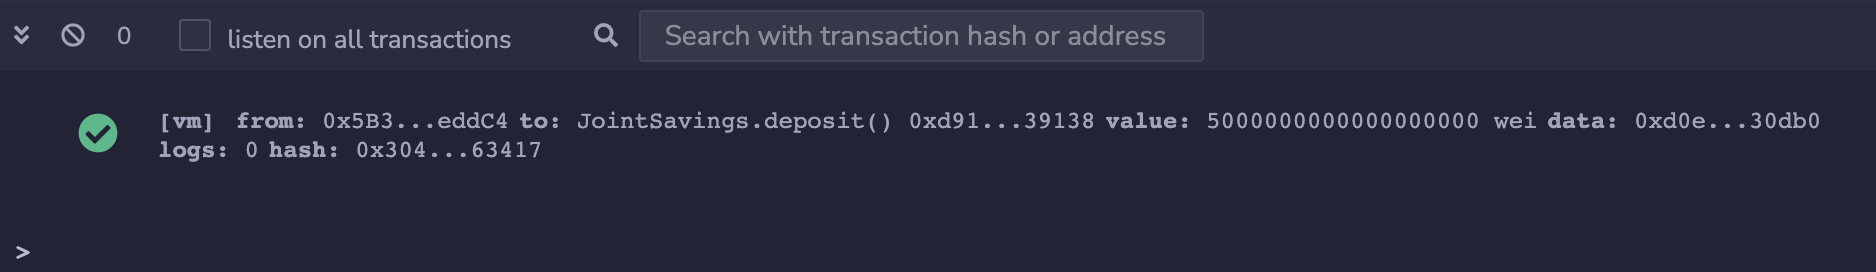 0
listen on all transactions
Search with transaction hash or address
[vm] from: 0x5B3...eddC4 to: JointSavings.deposit() 0xd91...39138 value: 5000000000000000000 wei data: 0xd0e...30db0
logs: 0 hash: 0x304...63417
>